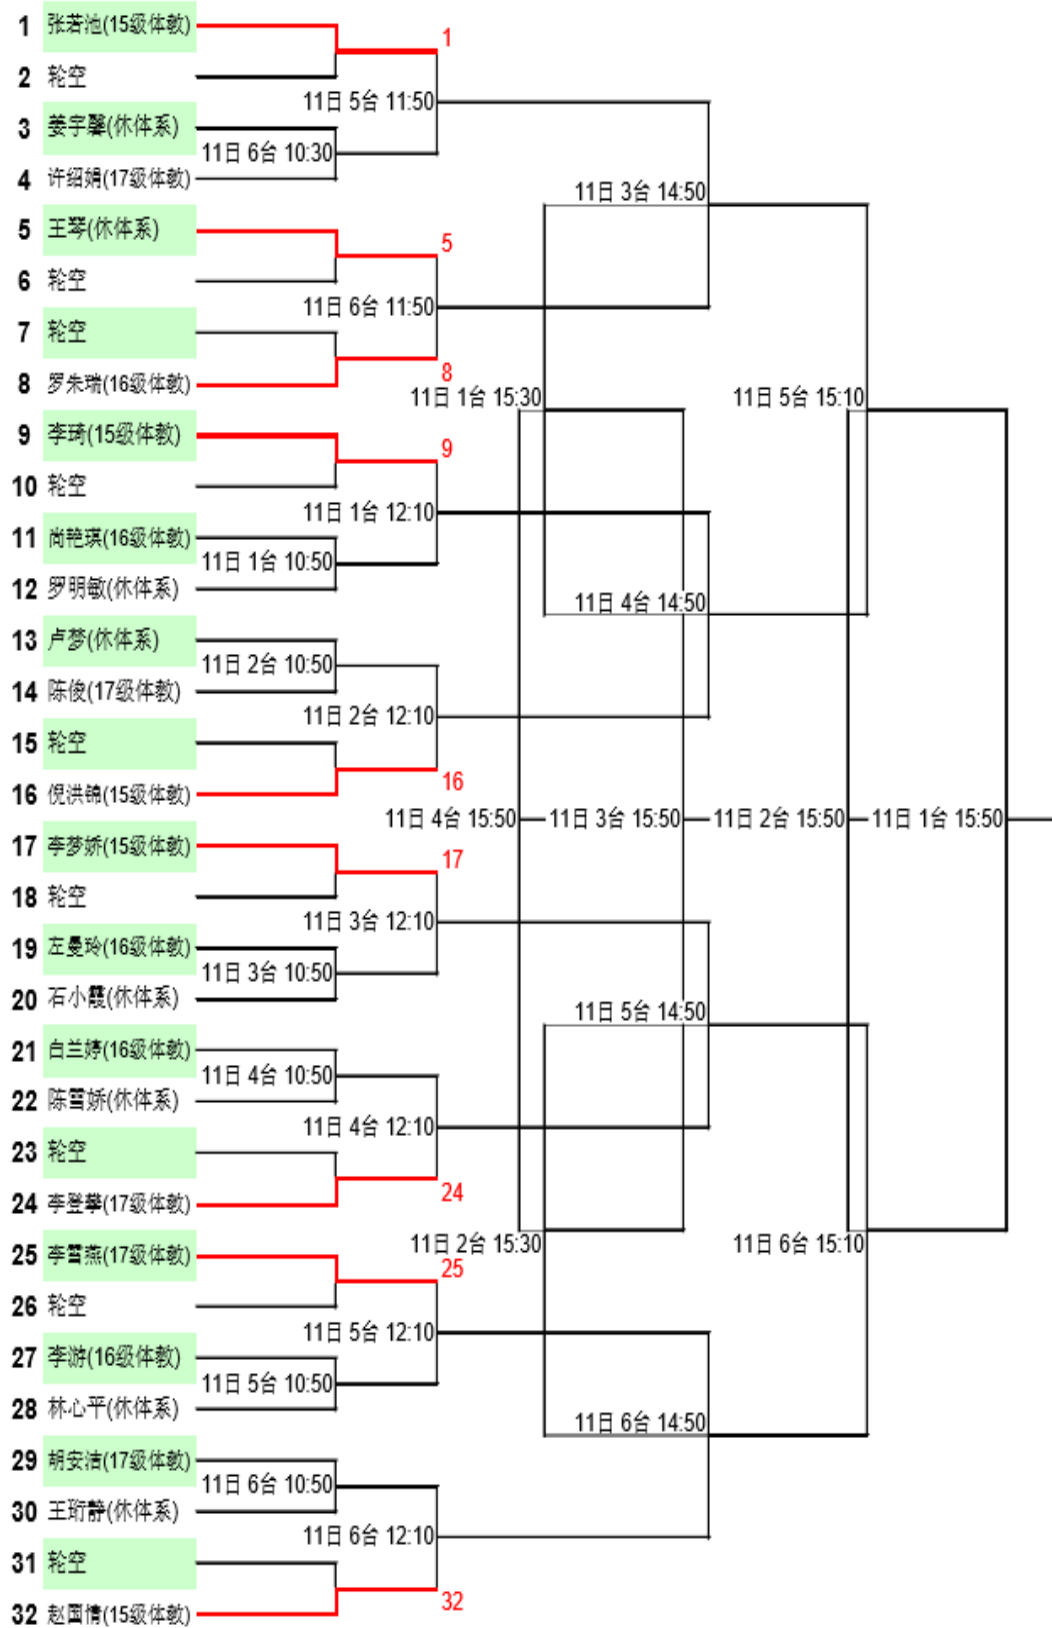 1 张若池(15级体教)
1
2 轮空
11日 5台 11:50
3 姜宇馨(休体系)
11日 6台 10:30
4 许绍娟(17级体教)
11日 3台 14:50
5 王琴(休体系)
5
6 轮空
11日 6台 11:50
7 轮空
8 罗朱瑞(16级体教)
8
11日 1台 15:30
11日 5台 15:10
9 李琦(15级体教)
9
10 轮空
11日 1台 12:10
11 尚艳琪(16级体教)
11日 1台 10:50
12 罗明敏(休体系)
11日 4台 14:50
13 卢梦(休体系)
11日 2台 10:50
14 陈俊(17级体教)
11日 2台 12:10
15 轮空
16 倪洪锦(15级体教)
16
11日 4台 15:50
11日 3台 15:50
11日 2台 15:50
11日 1台 15:50
17 李梦娇(15级体教)
17
18 轮空
11日 3台 12:10
19 左曼玲(16级体教)
11日 3台 10:50
20 石小霞(休体系)
11日 5台 14:50
21 白兰婷(16级体教)
11日 4台 10:50
22 陈雪娇(休体系)
11日 4台 12:10
23 轮空
24 李登攀(17级体教)
24
11日 2台 15:30
11日 6台 15:10
25 李雪燕(17级体教)
25
26 轮空
11日 5台 12:10
27 李游(16级体教)
11日 5台 10:50
28 林心平(休体系)
11日 6台 14:50
29 胡安洁(17级体教)
11日 6台 10:50
30 王珩静(休体系)
11日 6台 12:10
31 轮空
32 赵国情(15级体教)
32